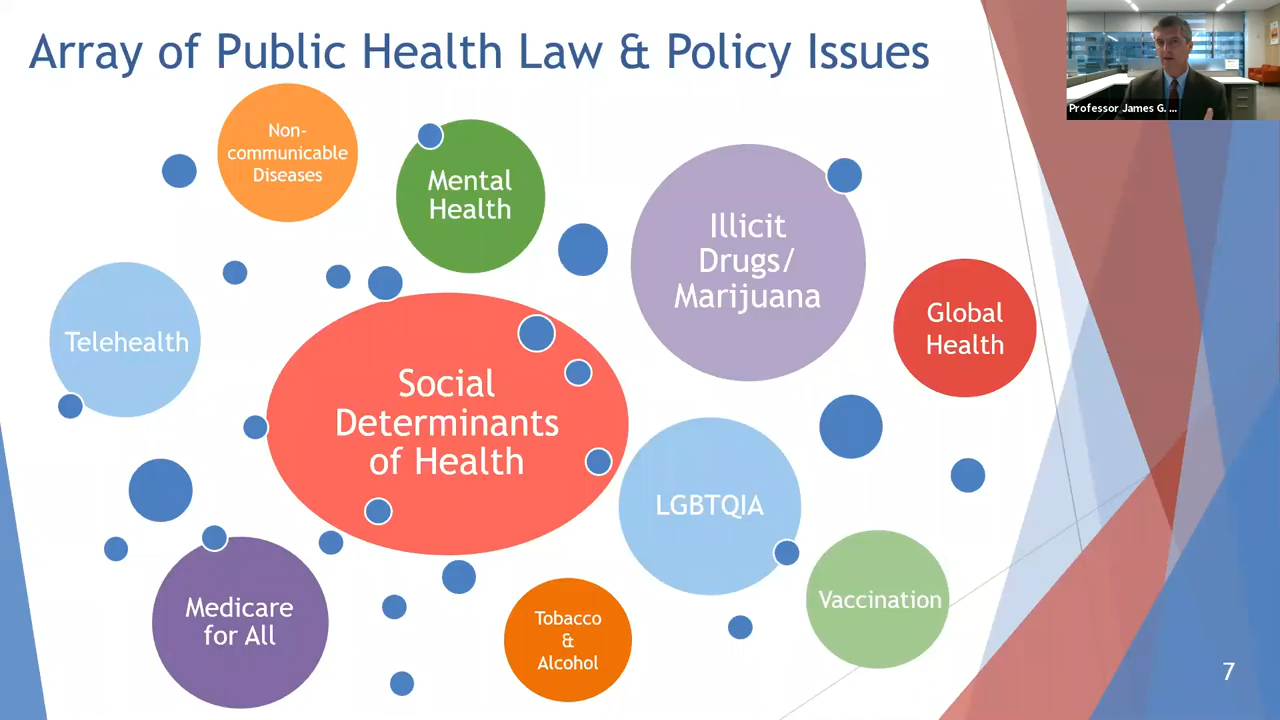 Array of Public Health Law & Policy Issues
Professor James G. ...
Non-
communicable
Diseases
Mental
Health
Illicit
Drugs/
Marijuana
Global
Health
Telehealth
Social
Determinants
of Health
LGBTQIA
Vaccination
Medicare
for All
Tobacco
&
Alcohol
7